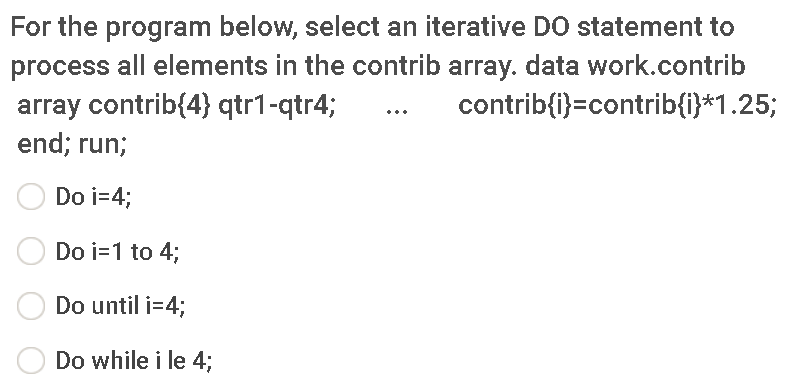 For the program below, select an iterative DO statement to
process all elements in the contrib array. data work.contrib
array contrib{4} qtr1-qtr4; ... contrib{i}=contrib{i}*1.25;
end; run;
Do i=4;
Do i=1 to 4;
Do until i=4;
Do while i le 4;